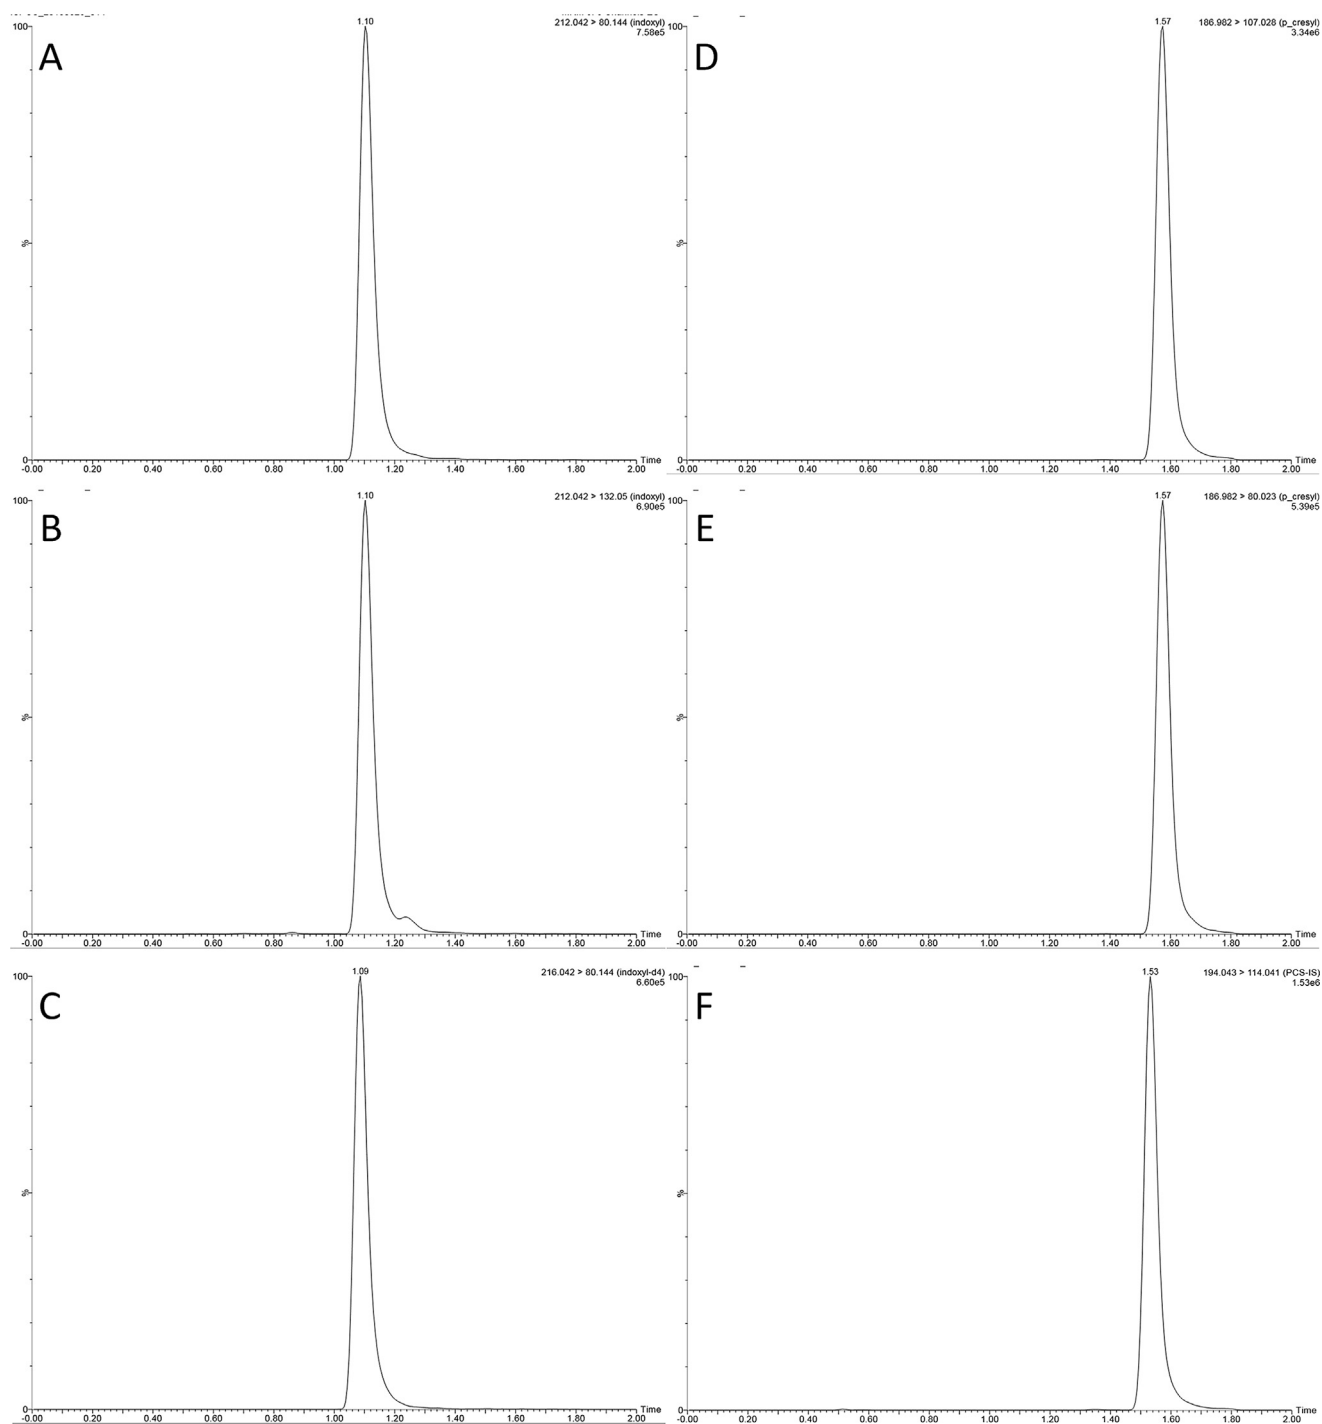 1.10
212.042 > 80.144 (indoxyl)
7.58e5
100
A
%
0
-0.00 0.20 0.40 0.60 0.80 1.00 1.20 1.40 1.60 1.80 2.00 Time
1.57
186.982 > 107.028 (p_cresyl)
3.34e6
100
D
%
0
-0.00 0.20 0.40 0.60 0.80 1.00 1.20 1.40 1.60 1.80 2.00 Time
1.10
212.042 > 132.05 (indoxyl)
6.90e5
100
B
%
0
-0.00 0.20 0.40 0.60 0.80 1.00 1.20 1.40 1.60 1.80 2.00 Time
1.57
186.982 > 80.023 (p_cresyl)
5.39e5
100
E
%
0
-0.00 0.20 0.40 0.60 0.80 1.00 1.20 1.40 1.60 1.80 2.00 Time
1.09
216.042 > 80.144 (indoxyl-d4)
6.60e5
100
C
%
0
-0.00 0.20 0.40 0.60 0.80 1.00 1.20 1.40 1.60 1.80 2.00 Time
1.53
194.043 > 114.041 (PCS-IS)
1.53e6
100
F
%
0
-0.00 0.20 0.40 0.60 0.80 1.00 1.20 1.40 1.60 1.80 2.00 Time